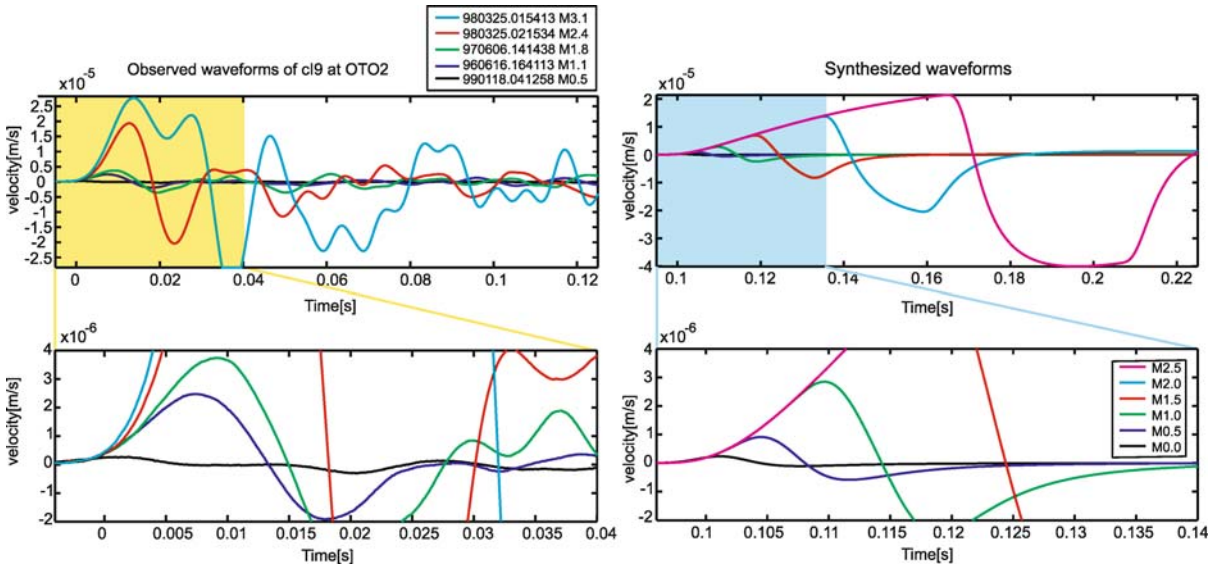 980325.015413 M3.1
980325.021534 M2.4
970606.141438 M1.8
960616.164113 M1.1
990118.041258 M0.5
Observed waveforms of cl9 at OTO2
x10-5
2.5
2
1.5
1
0.5
0
-0.5
-1
-1.5
-2
-2.5
velocity[m/s]
0 0.02 0.04 0.06 0.08 0.10 0.12
Time[s]
Synthesized waveforms
x10-5
2
1
0
-1
-2
-3
-4
velocity[m/s]
0.1 0.12 0.14 0.16 0.18 0.2 0.22
Time[s]
x10-6
4
3
2
1
0
-1
-2
velocity[m/s]
0 0.005 0.01 0.015 0.02 0.025 0.03 0.035 0.04
Time[s]
x10-6
4
3
2
1
0
-1
-2
velocity[m/s]
M2.5
M2.0
M1.5
M1.0
M0.5
M0.0
0.1 0.105 0.11 0.115 0.12 0.125 0.13 0.135 0.14
Time[s]